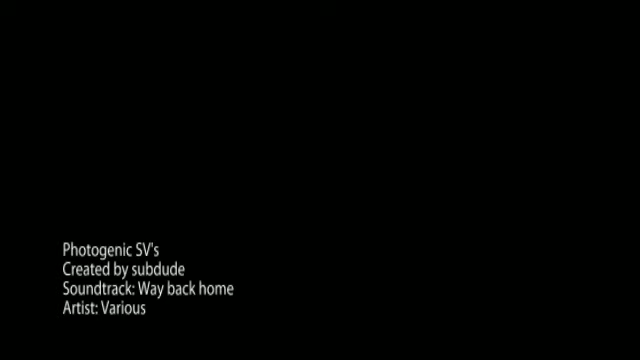 Photogenic SV's
Created by subdude
Soundtrack: Way back home
Artist: Various